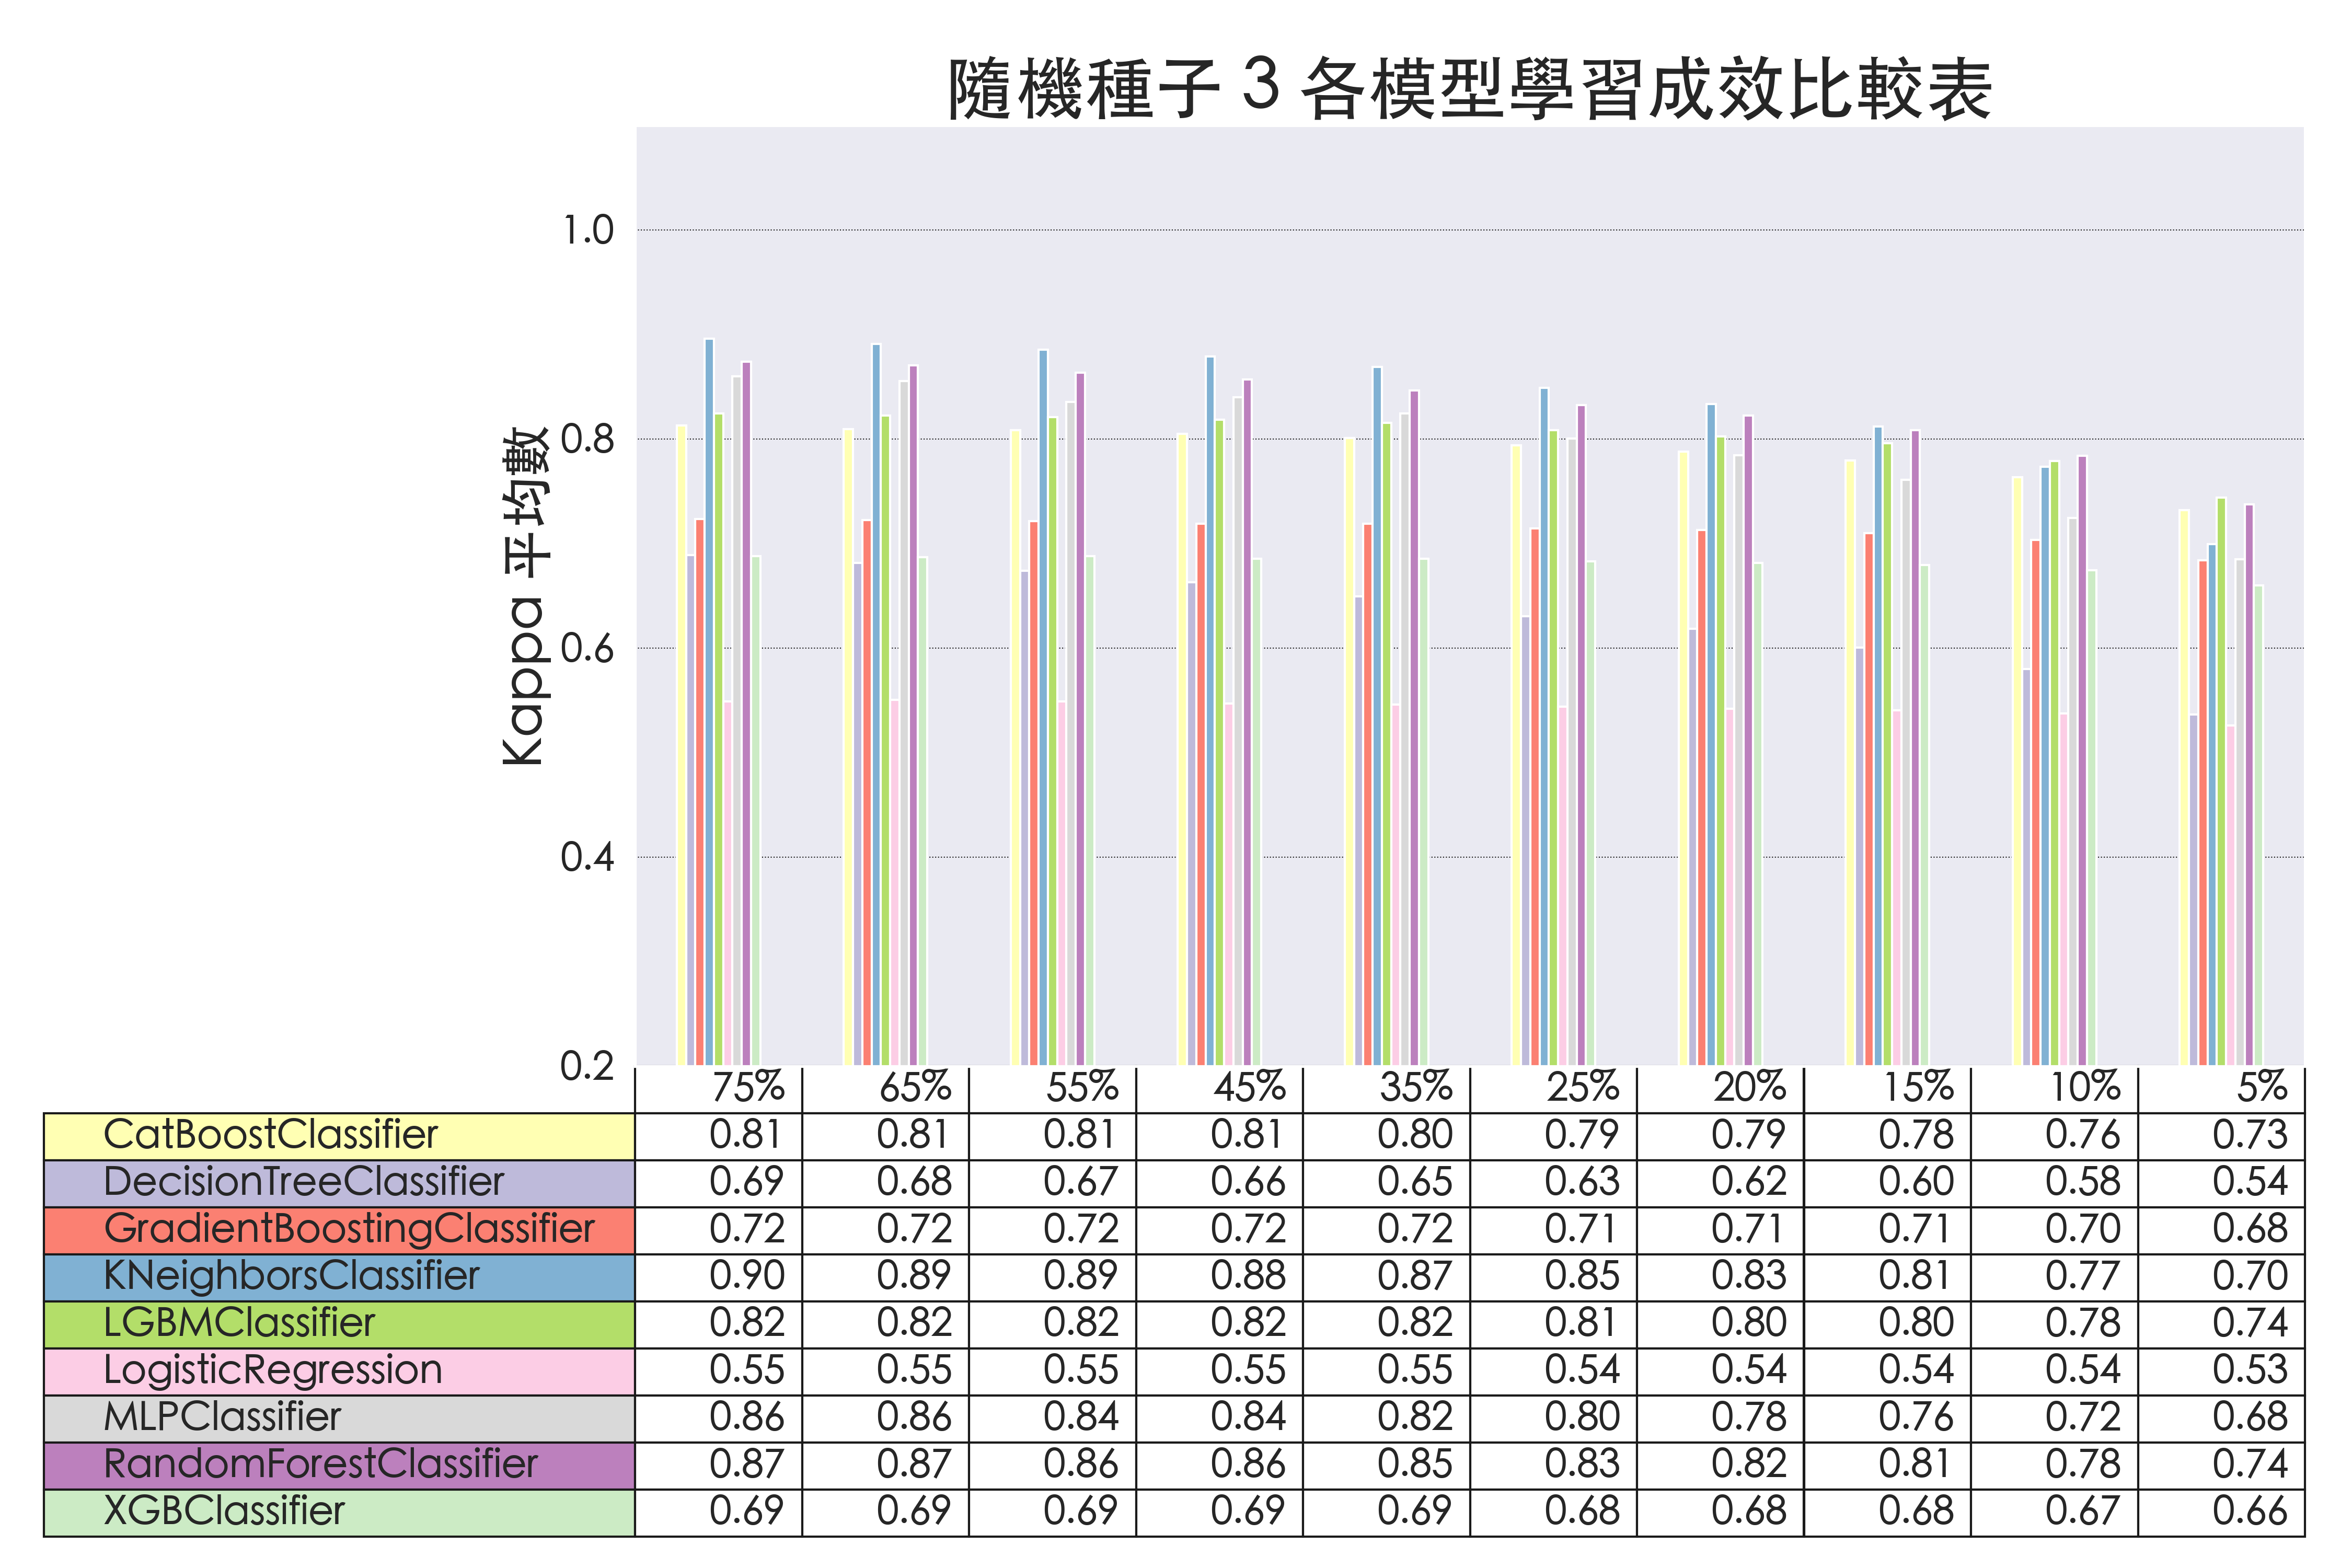 隨機種子 3 各模型學習成效比較表
1.0
0.8
0.6
0.4
0.2
Kappa 平均數
75% 65% 55% 45% 35% 25% 20% 15% 10% 5%
CatBoostClassifier 0.81 0.81 0.81 0.81 0.80 0.79 0.79 0.78 0.76 0.73
DecisionTreeClassifier 0.69 0.68 0.67 0.66 0.65 0.63 0.62 0.60 0.58 0.54
GradientBoostingClassifier 0.72 0.72 0.72 0.72 0.72 0.71 0.71 0.71 0.70 0.68
KNeighborsClassifier 0.90 0.89 0.89 0.88 0.87 0.85 0.83 0.81 0.77 0.70
LGBMClassifier 0.82 0.82 0.82 0.82 0.82 0.81 0.80 0.80 0.78 0.74
LogisticRegression 0.55 0.55 0.55 0.55 0.55 0.54 0.54 0.54 0.54 0.53
MLPClassifier 0.86 0.86 0.84 0.84 0.82 0.80 0.78 0.76 0.72 0.68
RandomForestClassifier 0.87 0.87 0.86 0.86 0.85 0.83 0.82 0.81 0.78 0.74
XGBClassifier 0.69 0.69 0.69 0.69 0.69 0.68 0.68 0.68 0.67 0.66